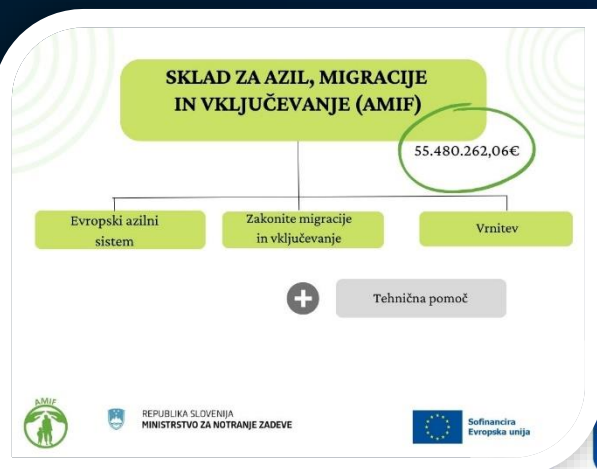 SKLAD ZA AZIL, MIGRACIJE
IN VKLJUČEVANJE (AMIF)
55.480.262,06€
Evropski azilni
sistem
Zakonite migracije
in vključevanje
Vrnitev
Tehnična pomoč
AMIF
REPUBLIKA SLOVENIJA
MINISTRSTVO ZA NOTRANJE ZADEVE
Sofinancira
Evropska unija